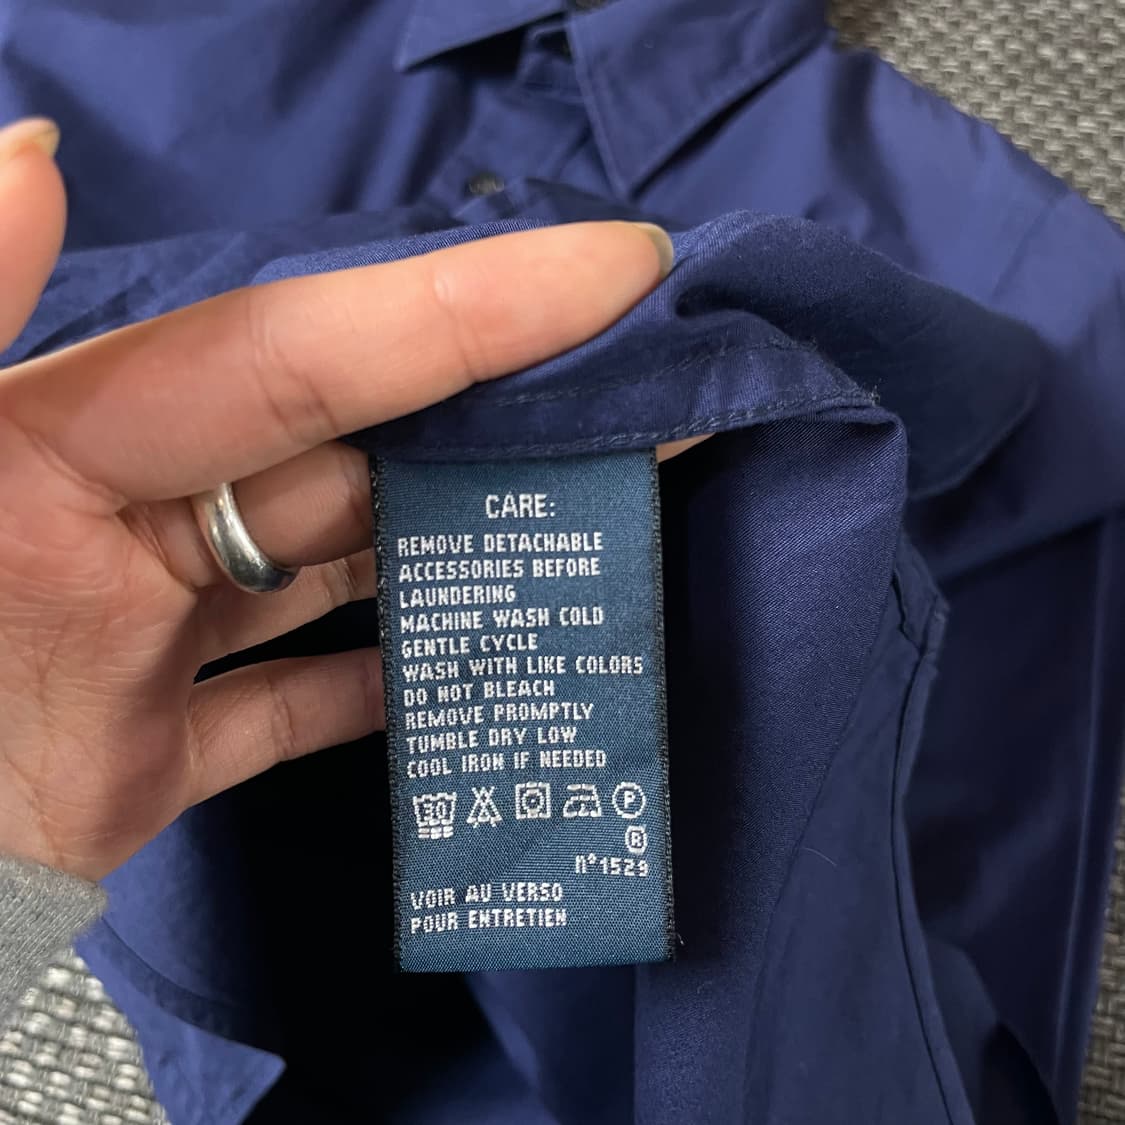 CARE:
REMOVE DETACHABLE
ACCESSORIES BEFORE
LAUNDERING
MACHINE WASH COLD
GENTLE CYCLE
WASH WITH LIKE COLORS
DO NOT BLEACH
REMOVE PROMPTLY
TUMBLE DRY LOW
COOL IRON IF NEEDED
30 P
®
n°1529
VOIR AU VERSO
POUR ENTRETIEN